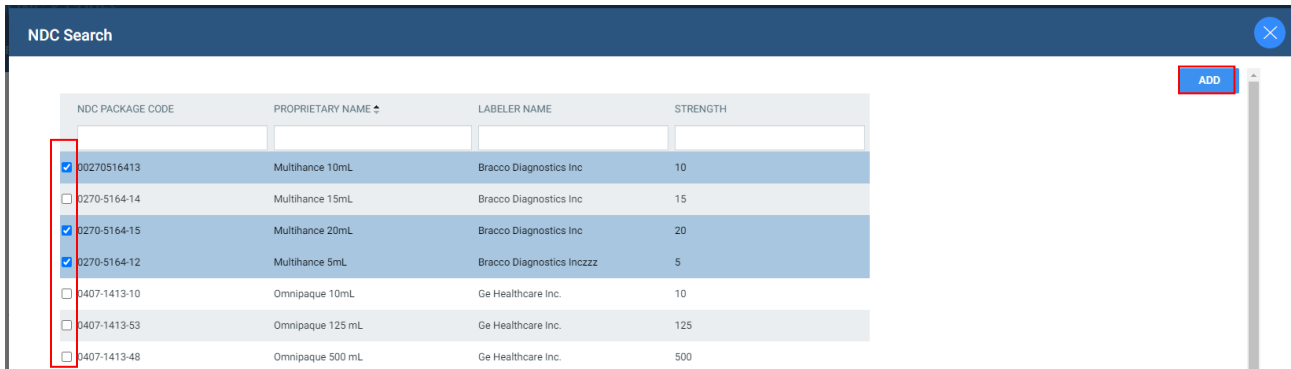 NDC Search
ADD
NDC PACKAGE CODE PROPRIETARY NAME LABELER NAME STRENGTH
00270516413 Multihance 10mL Bracco Diagnostics Inc 10
0270-5164-14 Multihance 15mL Bracco Diagnostics Inc 15
0270-5164-15 Multihance 20mL Bracco Diagnostics Inc 20
0270-5164-12 Multihance 5mL Bracco Diagnostics Inczzz 5
0407-1413-10 Omnipaque 10mL Ge Healthcare Inc. 10
0407-1413-53 Omnipaque 125 mL Ge Healthcare Inc. 125
0407-1413-48 Omnipaque 500 mL Ge Healthcare Inc. 500